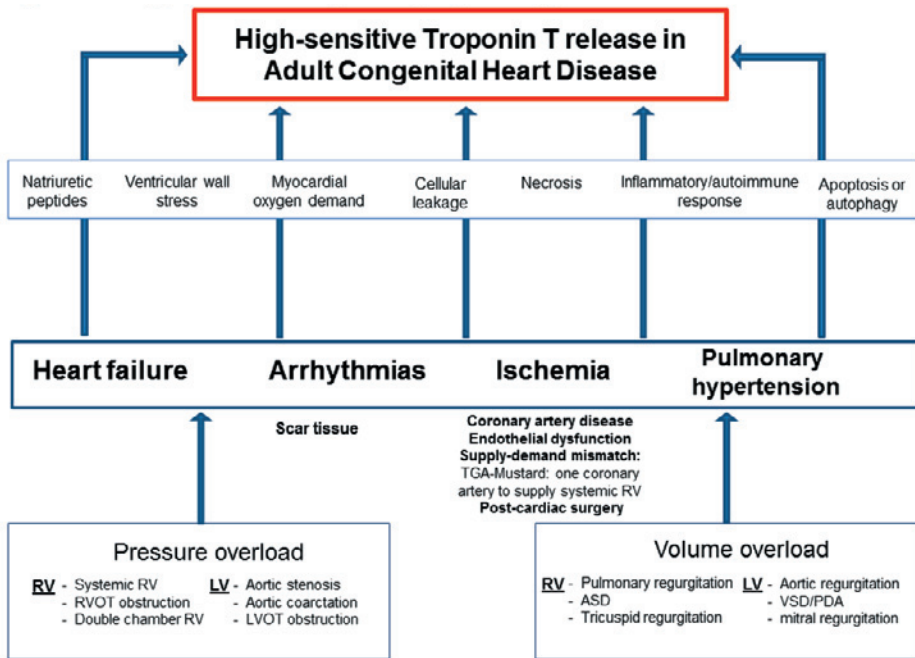 High-sensitive Troponin T release in
Adult Congenital Heart Disease
Natriuretic
peptides
Ventricular wall
stress
Myocardial
oxygen demand
Cellular
leakage
Necrosis
Inflammatory/autoimmune
response
Apoptosis or
autophagy
Heart failure
Arrhythmias
Ischemia
Pulmonary
hypertension
Scar tissue
Coronary artery disease
Endothelial dysfunction
Supply-demand mismatch:
TGA-Mustard: one coronary
artery to supply systemic RV
Post-cardiac surgery
Pressure overload
RV - Systemic RV
- RVOT obstruction
- Double chamber RV
LV - Aortic stenosis
- Aortic coarctation
- LVOT obstruction
Volume overload
RV - Pulmonary regurgitation
- ASD
- Tricuspid regurgitation
LV - Aortic regurgitation
- VSD/PDA
- mitral regurgitation